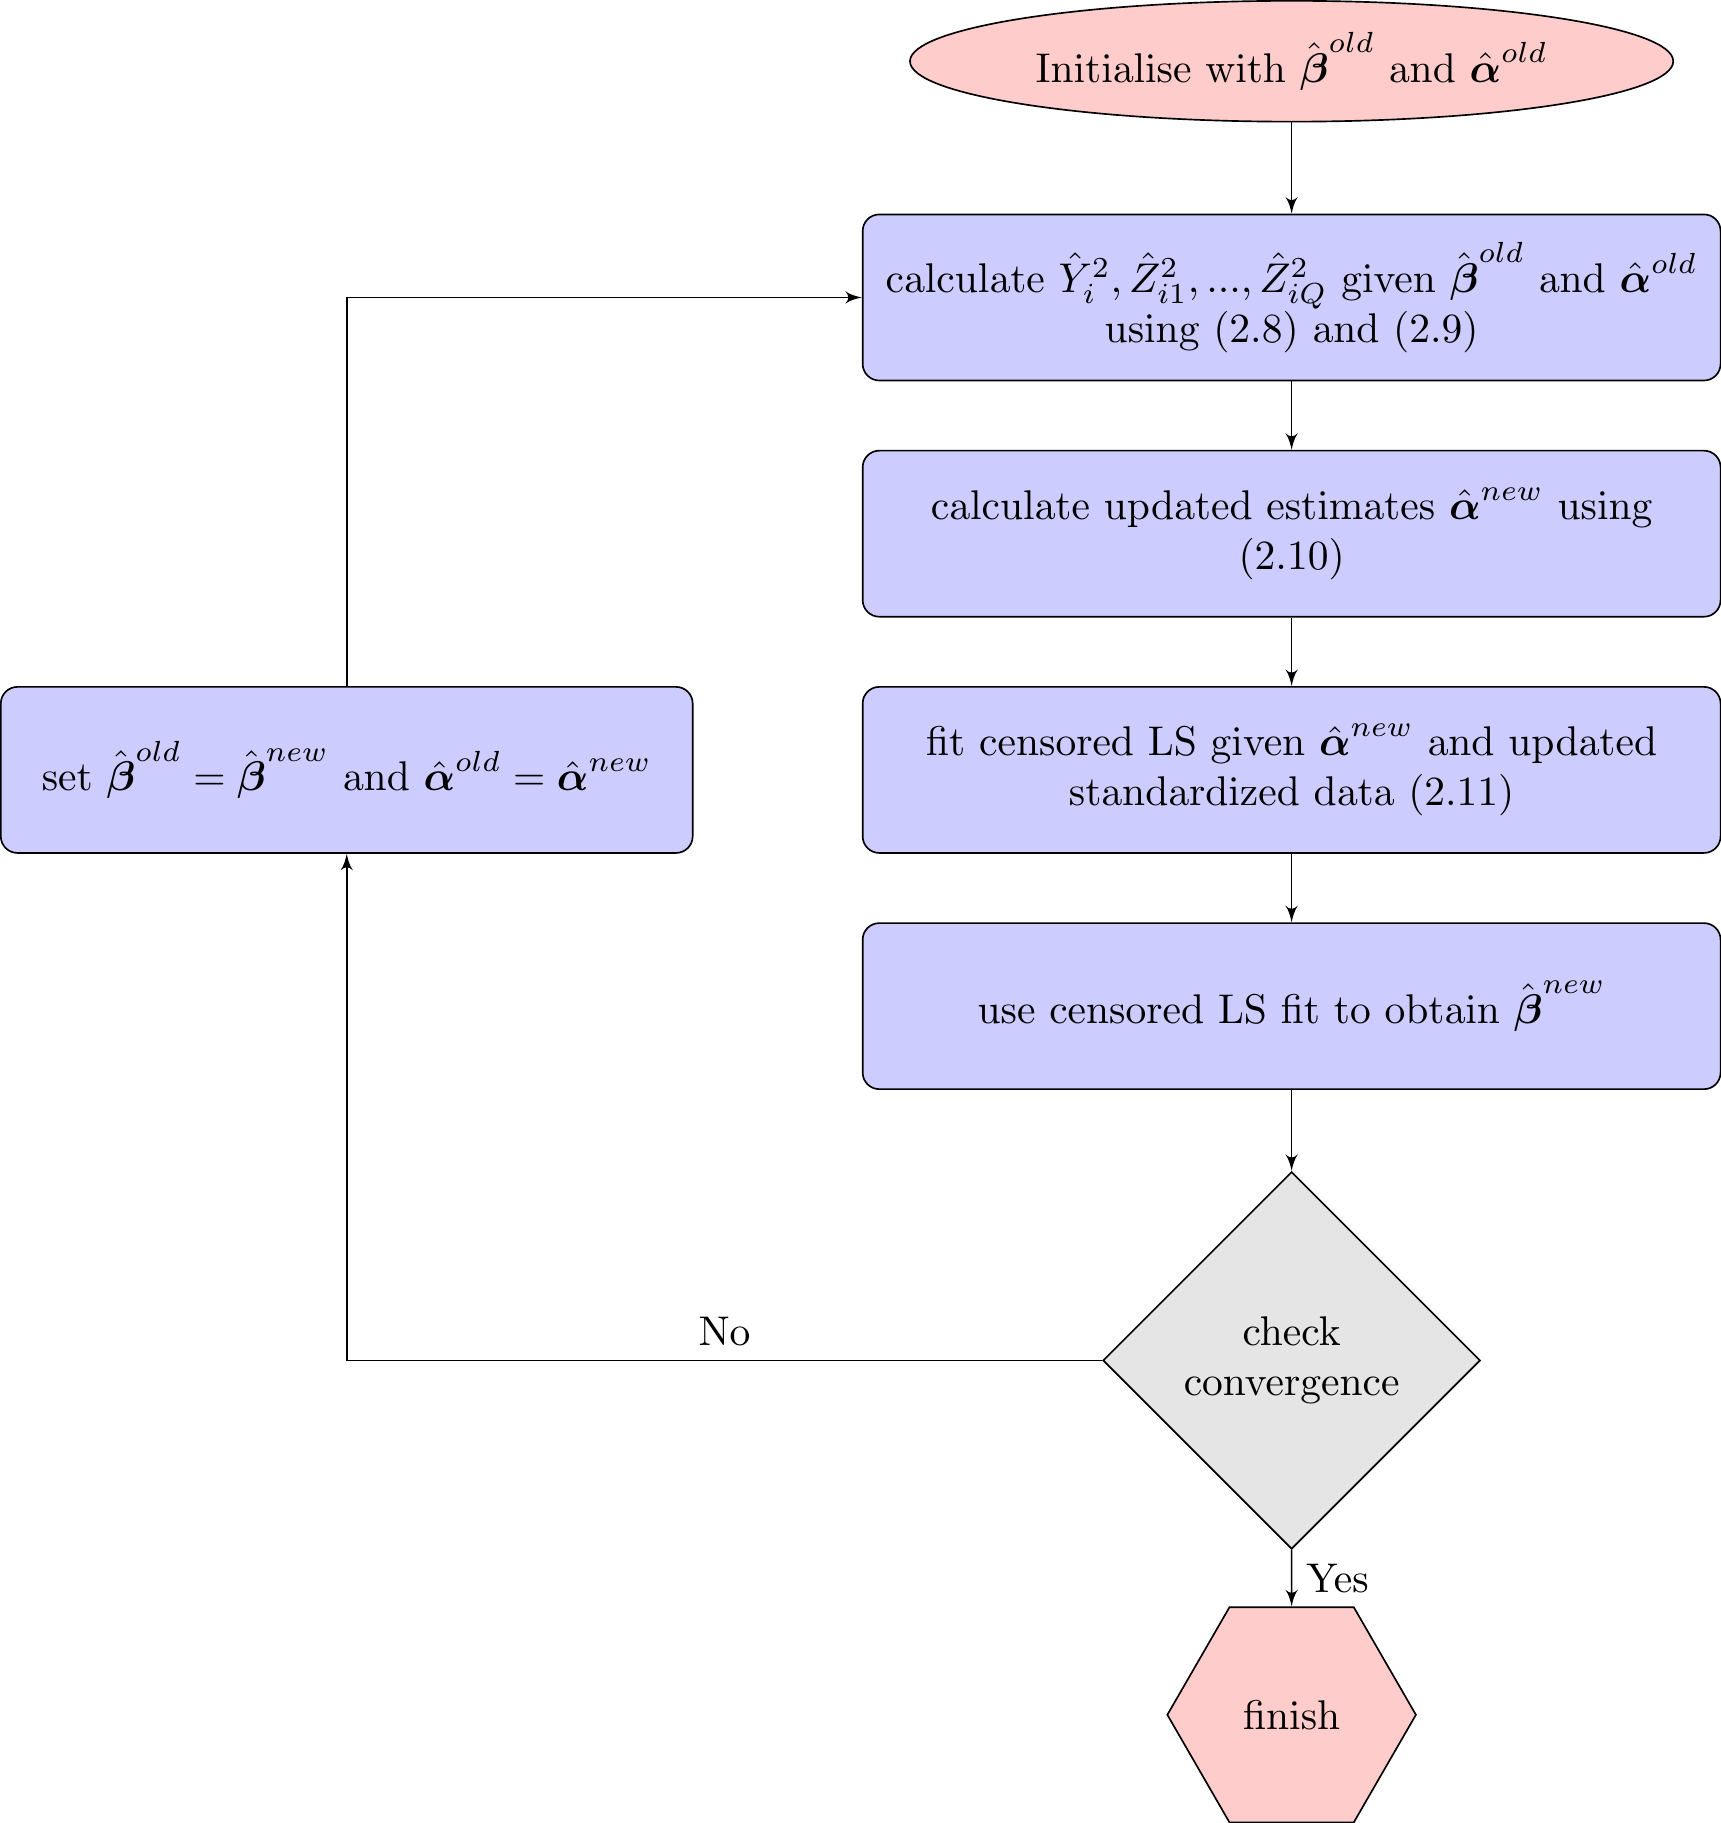 Initialise with $\hat{\boldsymbol{\beta}}^{old}$ and $\hat{\boldsymbol{\alpha}}^{old}$
calculate $\hat{Y}_i^2, \hat{Z}_{i1}^2, ..., \hat{Z}_{iQ}^2$ given $\hat{\boldsymbol{\beta}}^{old}$ and $\hat{\boldsymbol{\alpha}}^{old}$
using (2.8) and (2.9)
calculate updated estimates $\hat{\boldsymbol{\alpha}}^{new}$ using
(2.10)
fit censored LS given $\hat{\boldsymbol{\alpha}}^{new}$ and updated
standardized data (2.11)
set $\hat{\boldsymbol{\beta}}^{old} = \hat{\boldsymbol{\beta}}^{new}$ and $\hat{\boldsymbol{\alpha}}^{old} = \hat{\boldsymbol{\alpha}}^{new}$
use censored LS fit to obtain $\hat{\boldsymbol{\beta}}^{new}$
No
check
convergence
Yes
finish